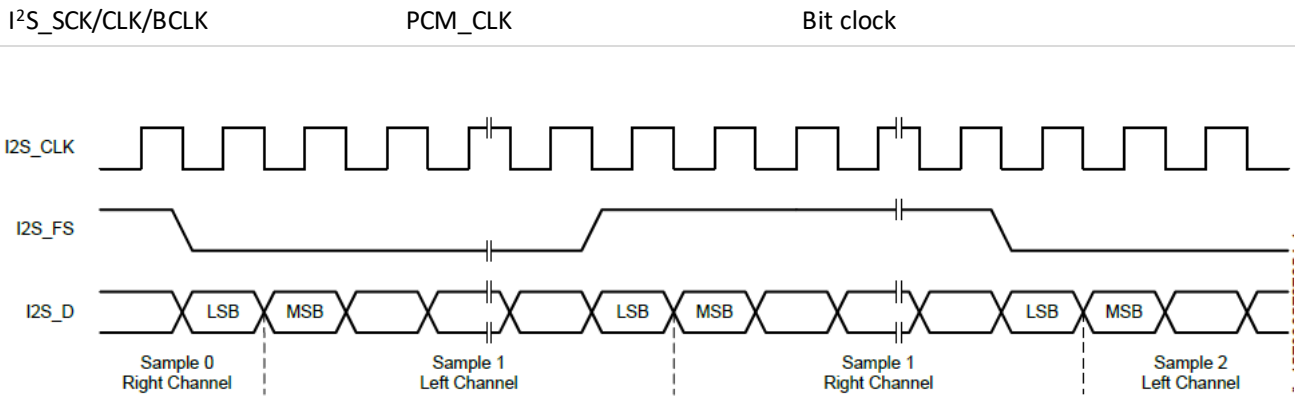 I²S_SCK/CLK/BCLK PCM_CLK Bit clock
I2S_CLK
I2S_FS
I2S_D LSB MSB LSB MSB LSB MSB
Sample 0 Sample 1 Sample 1 Sample 2
Right Channel Left Channel Right Channel Left Channel